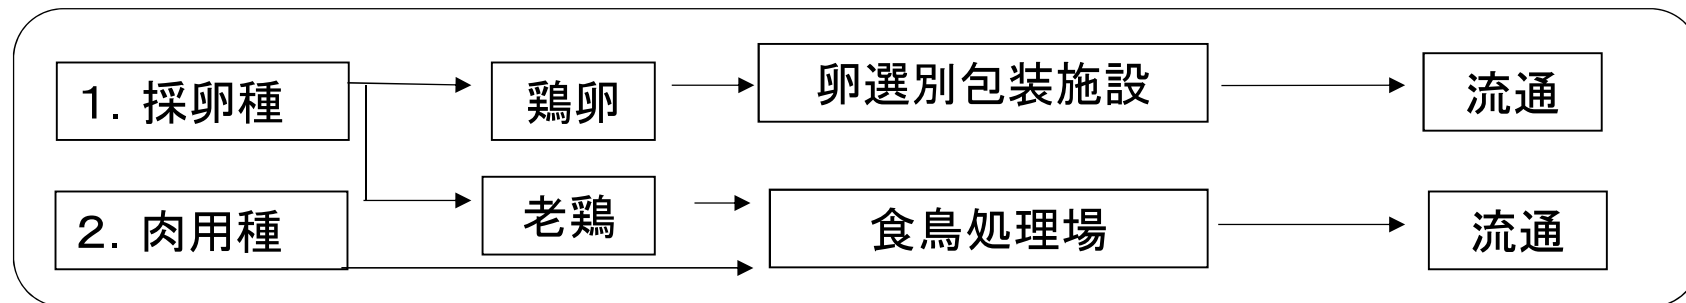 １．採卵種
鶏卵
卵選別包装施設
流通
２．肉用種
老鶏
食鳥処理場
流通